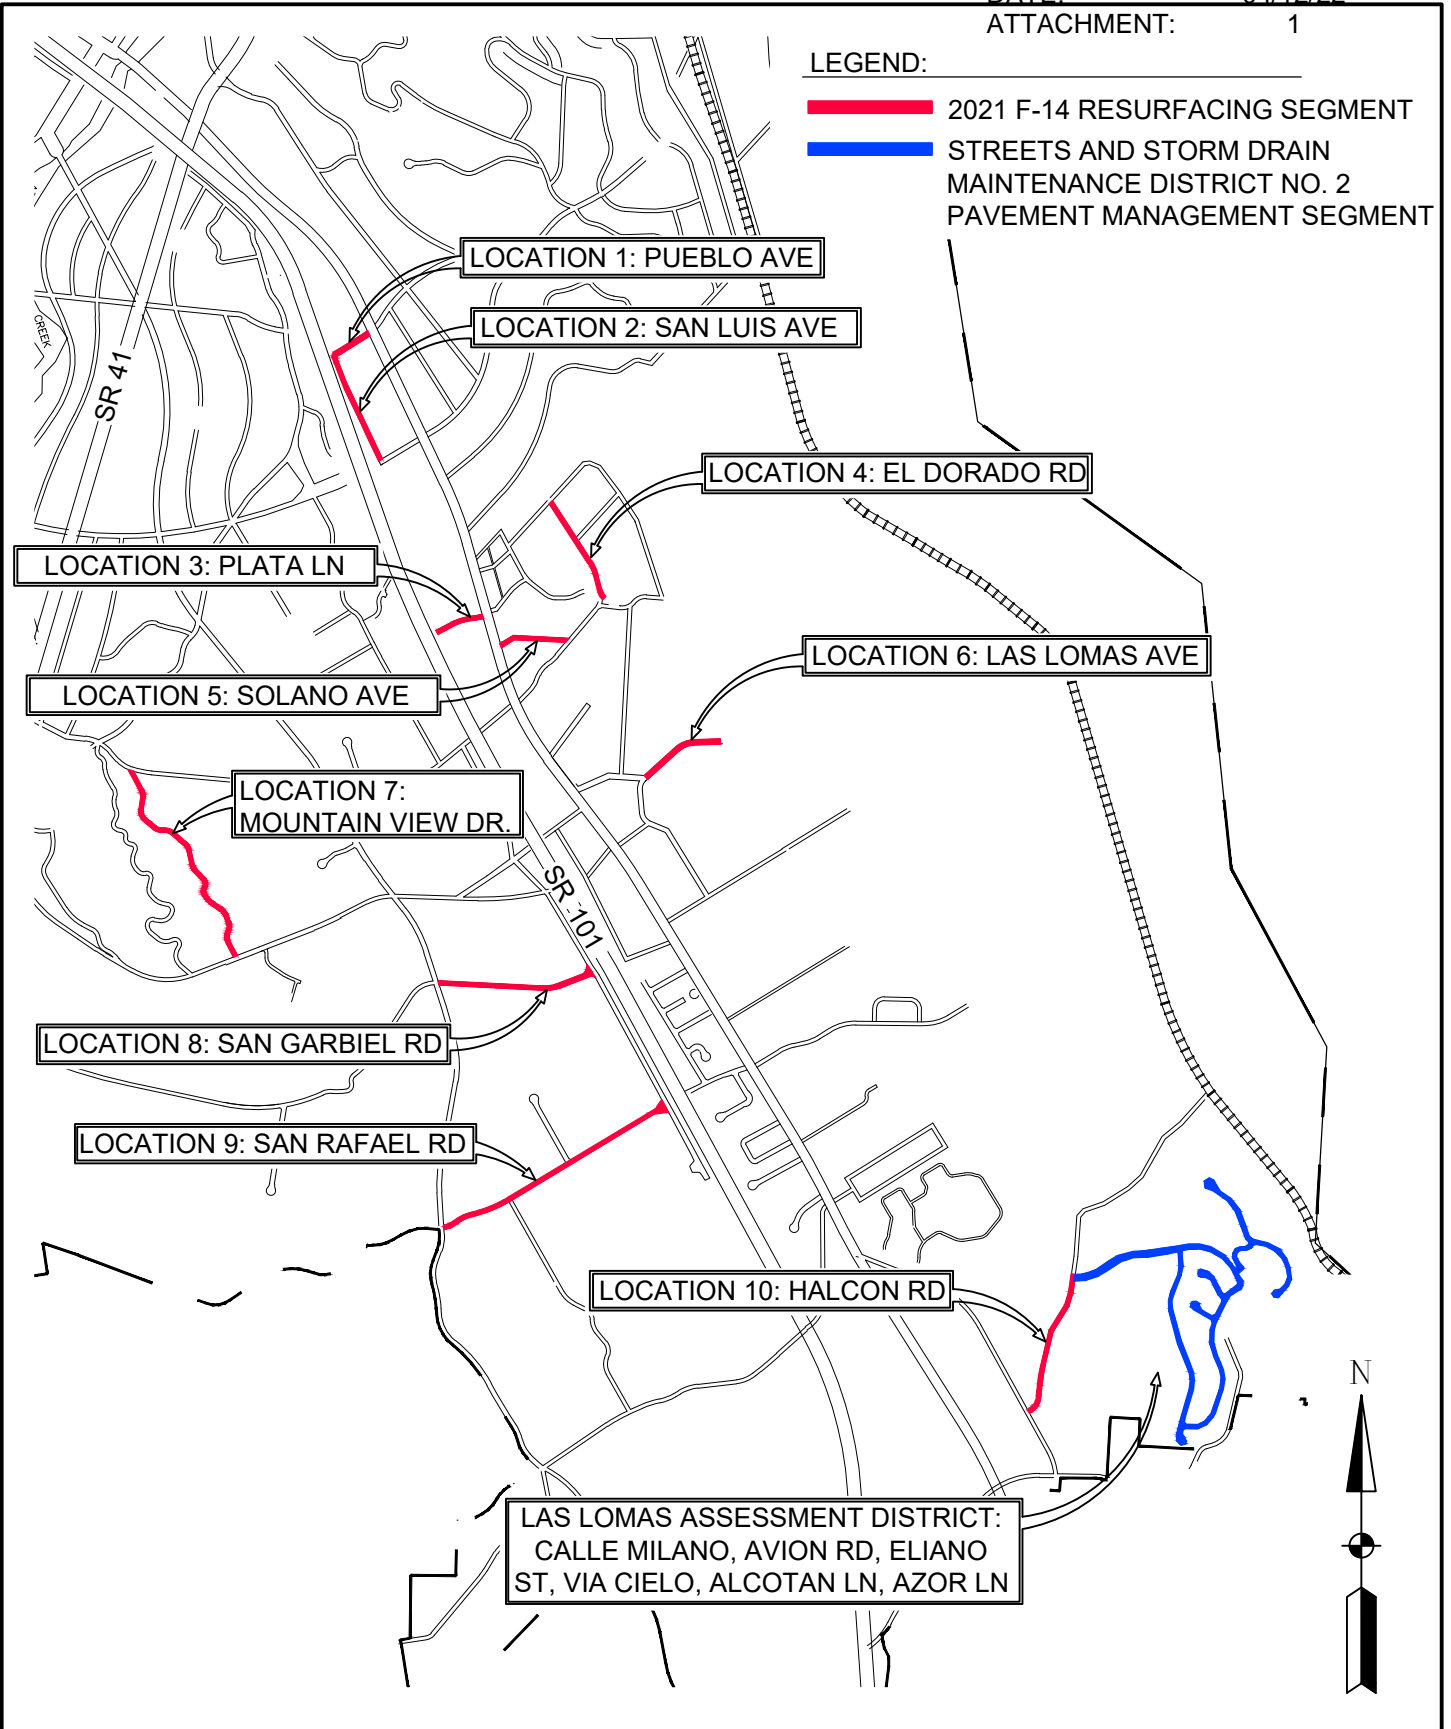 ATTACHMENT: 1
LEGEND:
2021 F-14 RESURFACING SEGMENT
STREETS AND STORM DRAIN
MAINTENANCE DISTRICT NO. 2
PAVEMENT MANAGEMENT SEGMENT
LOCATION 1: PUEBLO AVE
LOCATION 2: SAN LUIS AVE
CREEK
SR 41
LOCATION 4: EL DORADO RD
LOCATION 3: PLATA LN
LOCATION 6: LAS LOMAS AVE
LOCATION 5: SOLANO AVE
LOCATION 7:
MOUNTAIN VIEW DR.
SR 101
LOCATION 8: SAN GARBIEL RD
LOCATION 9: SAN RAFAEL RD
LOCATION 10: HALCON RD
N
LAS LOMAS ASSESSMENT DISTRICT:
CALLE MILANO, AVION RD, ELIANO
ST, VIA CIELO, ALCOTAN LN, AZOR LN